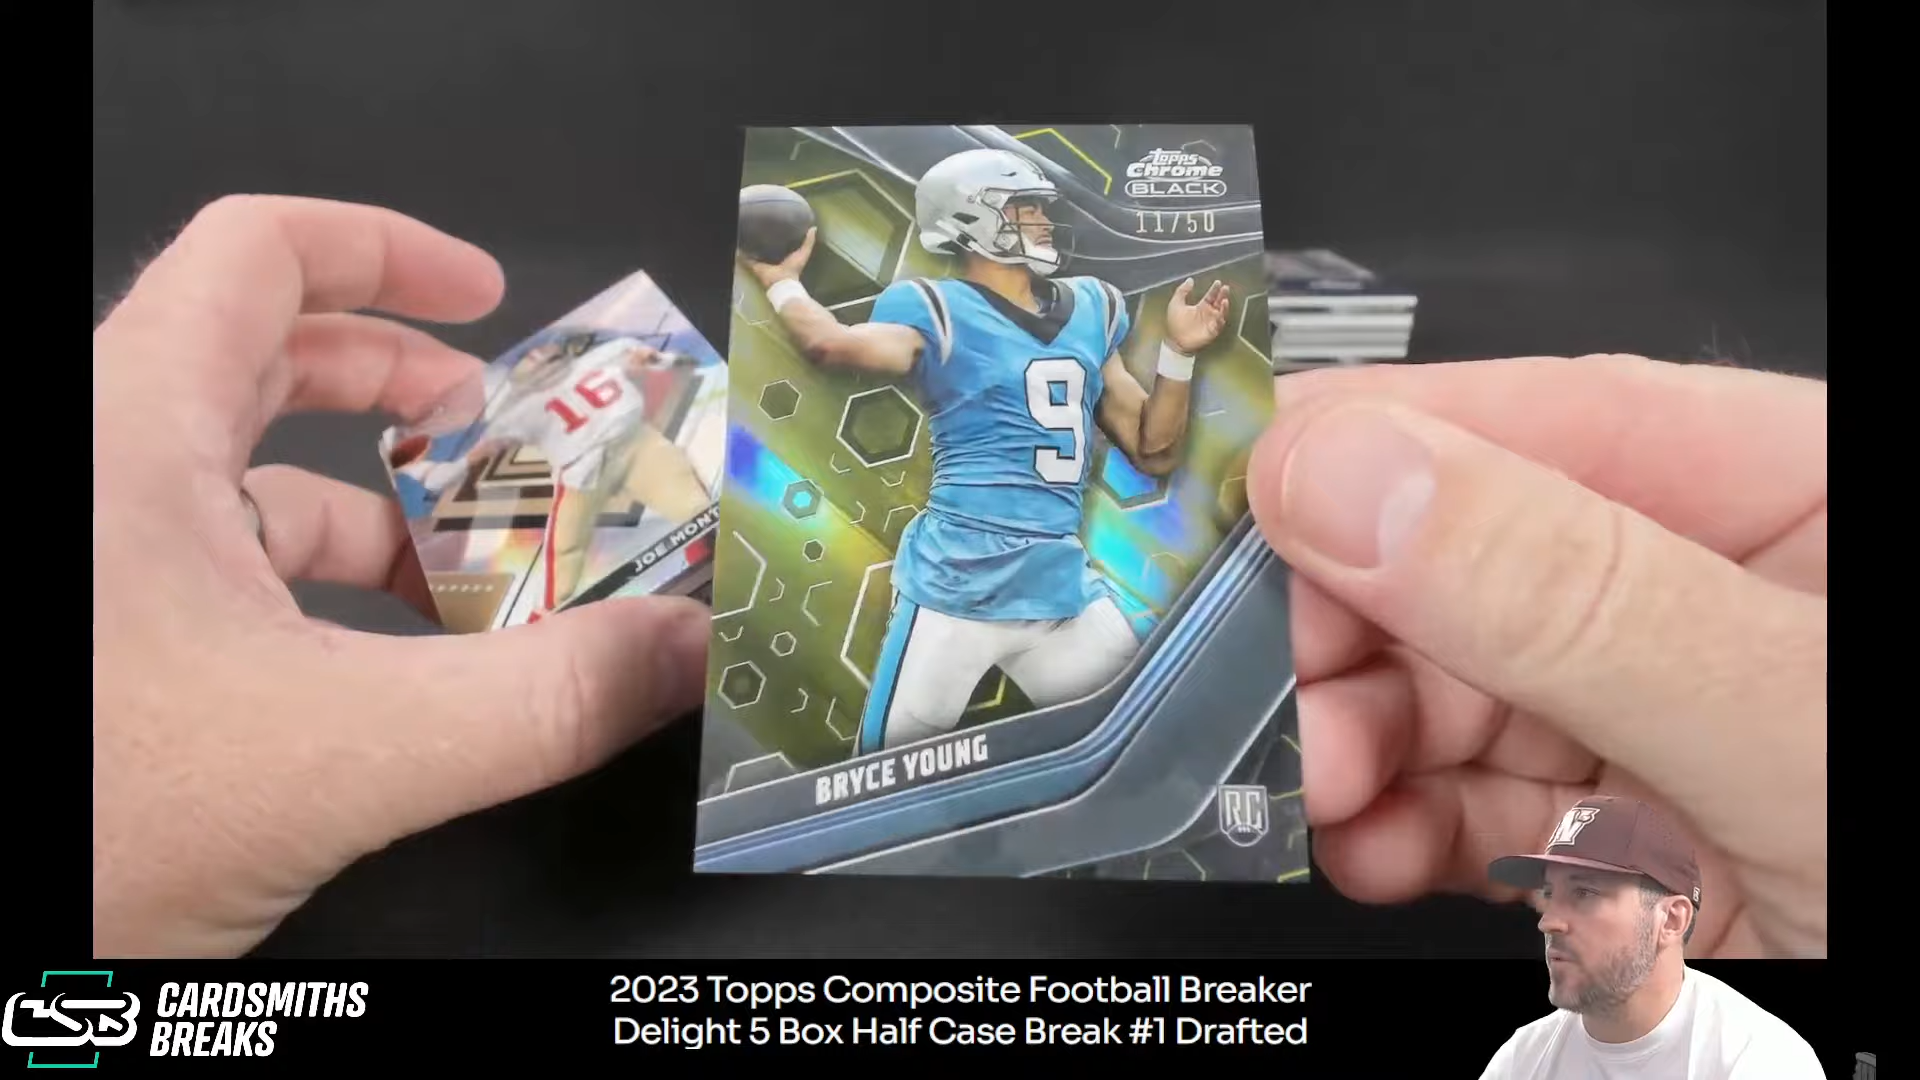 Topps
Chrome
BLACK
11/50
16
9
JOE MONT
BRYCE YOUNG
RC
N
CSB
CARDSMITHS
BREAKS
2023 Topps Composite Football Breaker
Delight 5 Box Half Case Break #1 Drafted